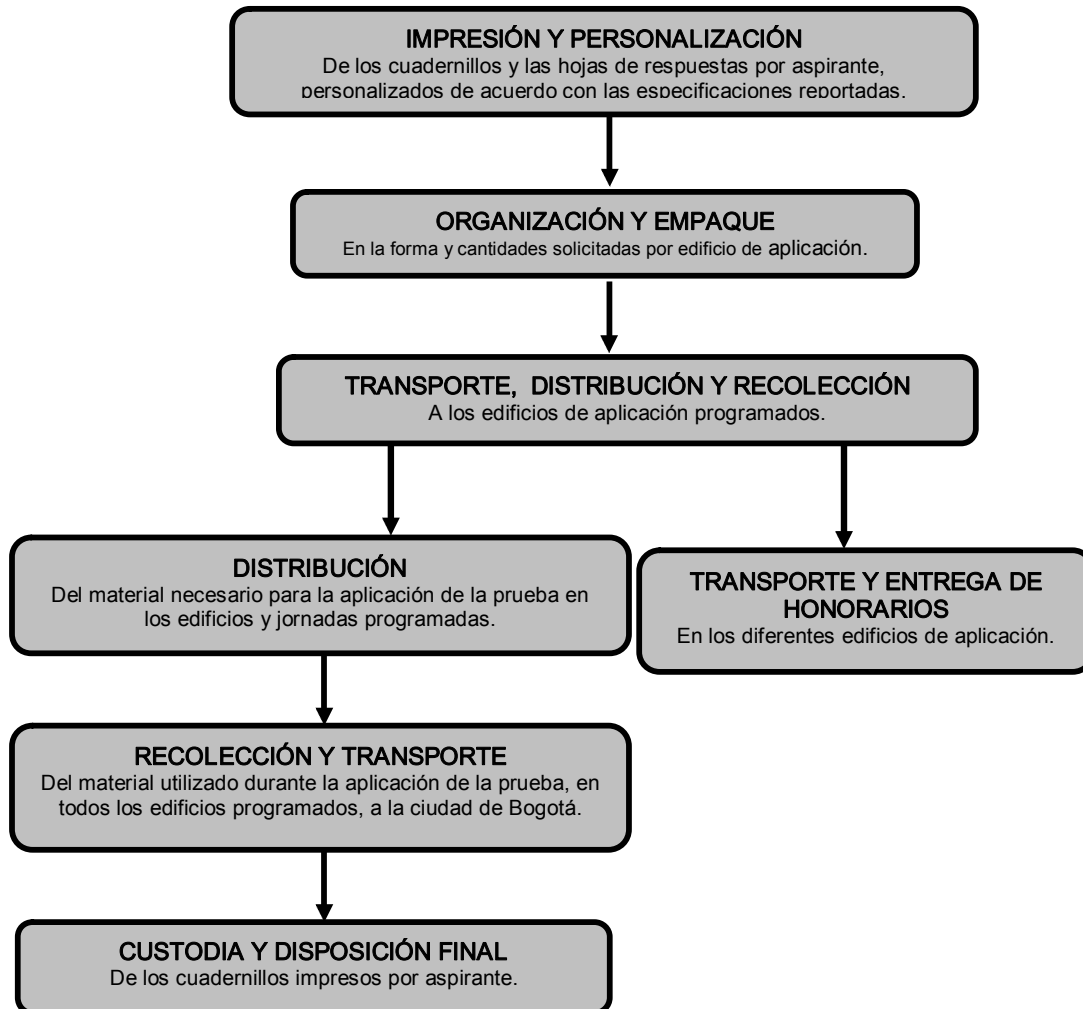 IMPRESIÓN Y PERSONALIZACIÓN
De los cuadernillos y las hojas de respuestas por aspirante,
personalizados de acuerdo con las especificaciones reportadas.
ORGANIZACIÓN Y EMPAQUE
En la forma y cantidades solicitadas por edificio de aplicación.
TRANSPORTE, DISTRIBUCIÓN Y RECOLECCIÓN
A los edificios de aplicación programados.
DISTRIBUCIÓN
Del material necesario para la aplicación de la prueba en
los edificios y jornadas programadas.
TRANSPORTE Y ENTREGA DE
HONORARIOS
En los diferentes edificios de aplicación.
RECOLECCIÓN Y TRANSPORTE
Del material utilizado durante la aplicación de la prueba, en
todos los edificios programados, a la ciudad de Bogotá.
CUSTODIA Y DISPOSICIÓN FINAL
De los cuadernillos impresos por aspirante.